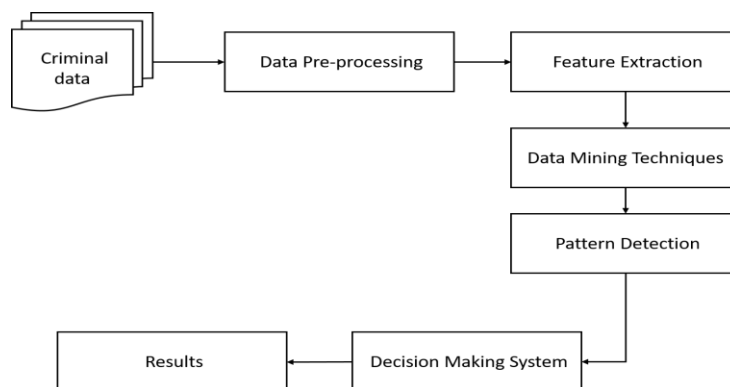 Criminal
data
Data Pre-processing
Feature Extraction
Data Mining Techniques
Pattern Detection
Decision Making System
Results